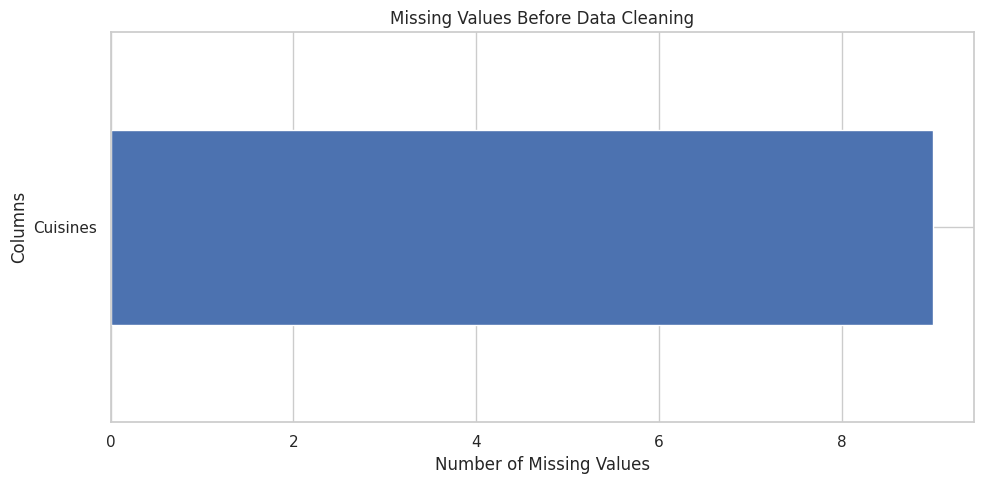 Missing Values Before Data Cleaning
Columns
Cuisines
0 2 4 6 8
Number of Missing Values